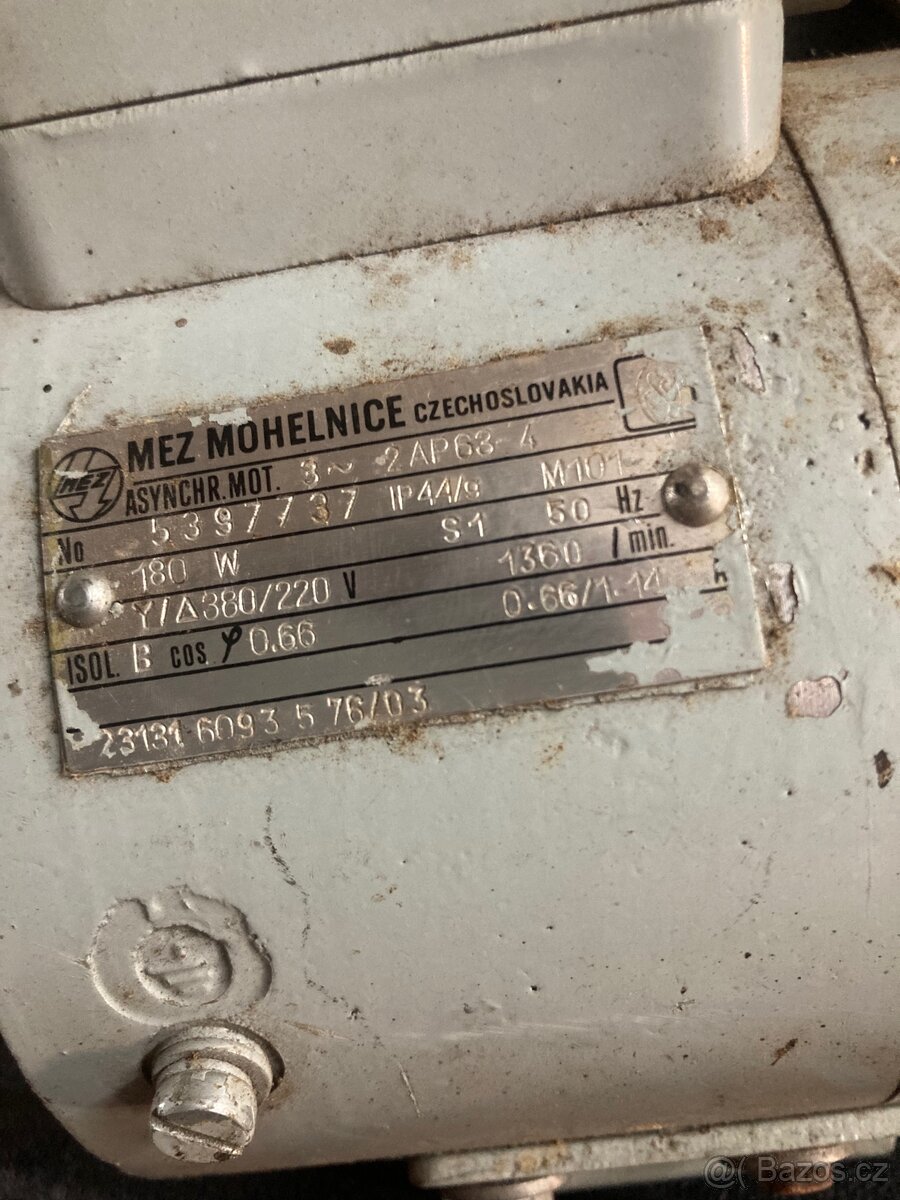 MEZ MOHELNICE CZECHOSLOVAKIA
MEZ
ASYNCHR. MOT. 3~ 2AP63-4
No 5397737 IP44/s M101
180 W S1 50 Hz
Y/Δ380/220 V 1360 /min.
ISOL. B cos φ 0.66 0.66/1.14
23131 6093 5 76/03
@( Bazos.cz